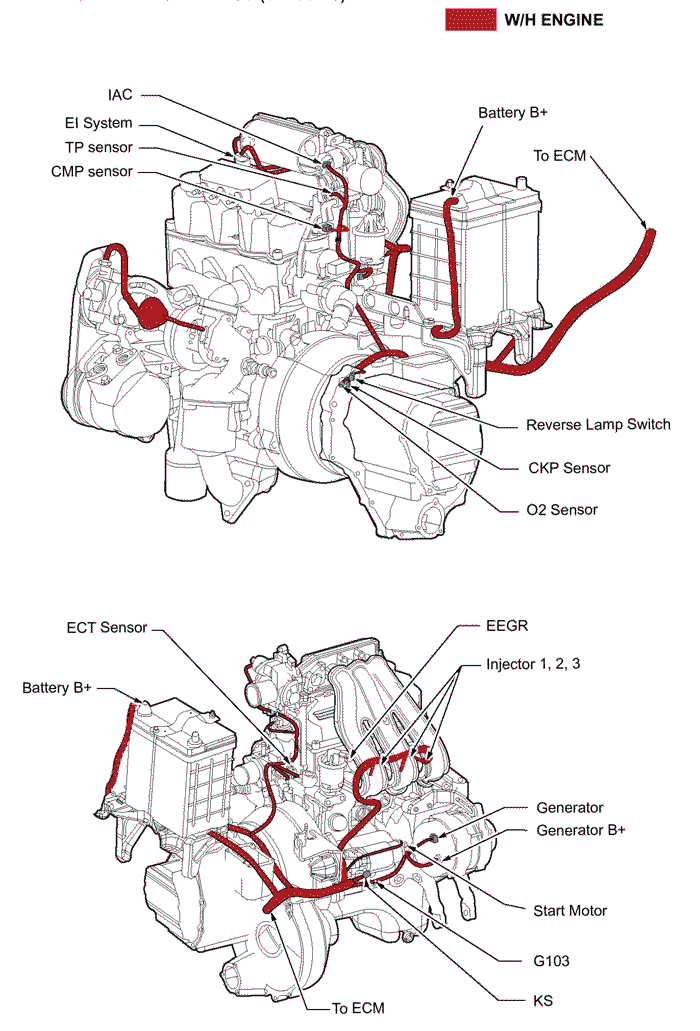 W/H ENGINE
IAC
EI System
TP sensor
CMP sensor
Battery B+
To ECM
Reverse Lamp Switch
CKP Sensor
O2 Sensor
ECT Sensor
EEGR
Injector 1, 2, 3
Battery B+
Generator
Generator B+
Start Motor
G103
KS
To ECM